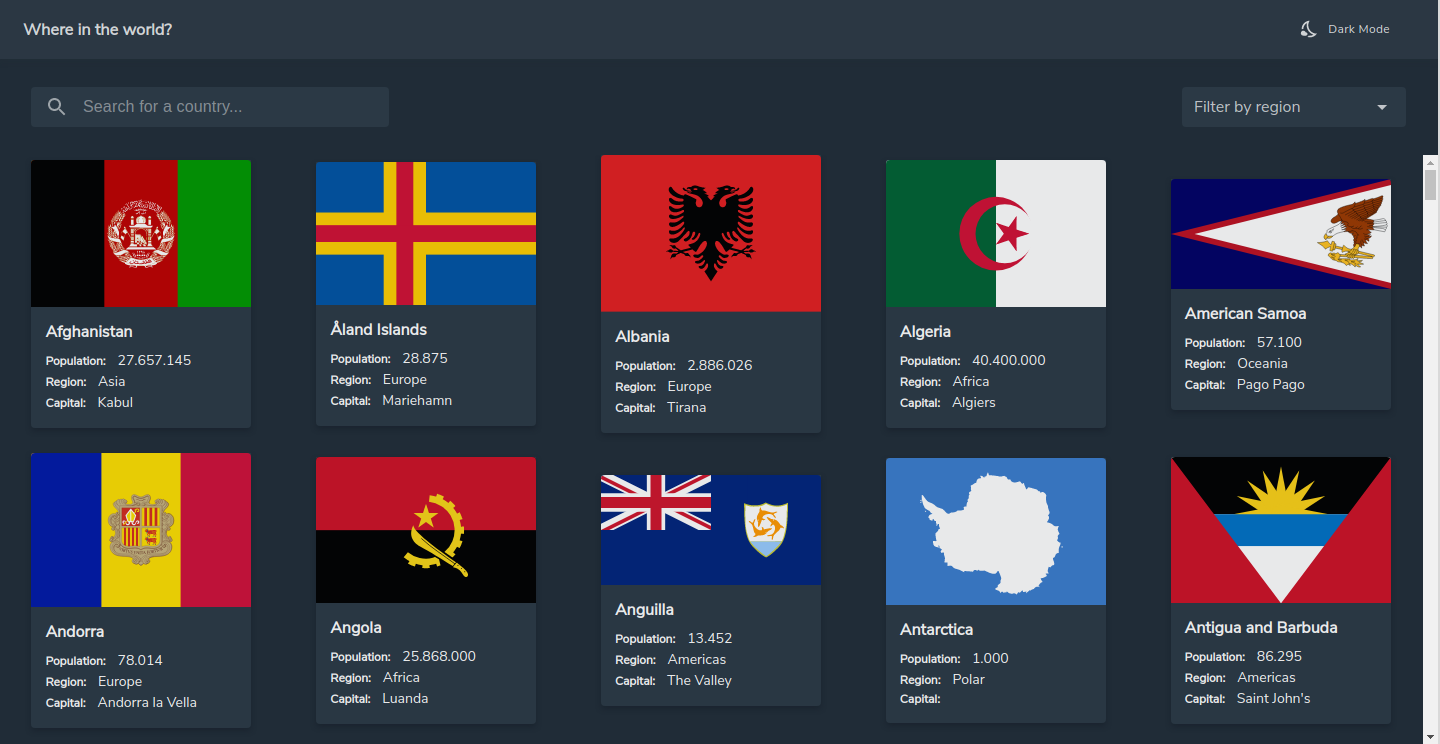 Where in the world?
Dark Mode
Search for a country...
Filter by region
Afghanistan
Population: 27.657.145
Region: Asia
Capital: Kabul
Åland Islands
Population: 28.875
Region: Europe
Capital: Mariehamn
Albania
Population: 2.886.026
Region: Europe
Capital: Tirana
Algeria
Population: 40.400.000
Region: Africa
Capital: Algiers
American Samoa
Population: 57.100
Region: Oceania
Capital: Pago Pago
Andorra
Population: 78.014
Region: Europe
Capital: Andorra la Vella
Angola
Population: 25.868.000
Region: Africa
Capital: Luanda
Anguilla
Population: 13.452
Region: Americas
Capital: The Valley
Antarctica
Population: 1.000
Region: Polar
Capital:
Antigua and Barbuda
Population: 86.295
Region: Americas
Capital: Saint John's